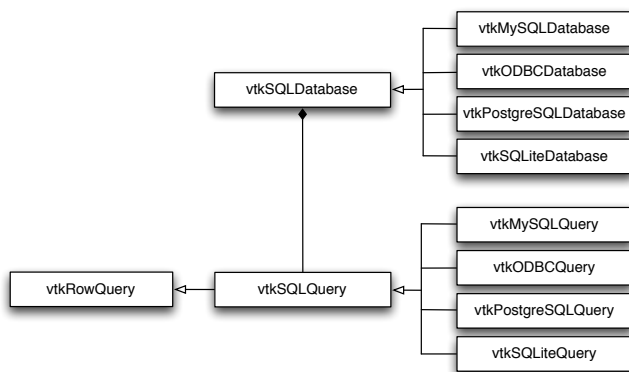 vtkMySQLDatabase
vtkODBCDatabase
vtkSQLDatabase
vtkPostgreSQLDatabase
vtkSQLiteDatabase
vtkMySQLQuery
vtkODBCQuery
vtkRowQuery
vtkSQLQuery
vtkPostgreSQLQuery
vtkSQLiteQuery